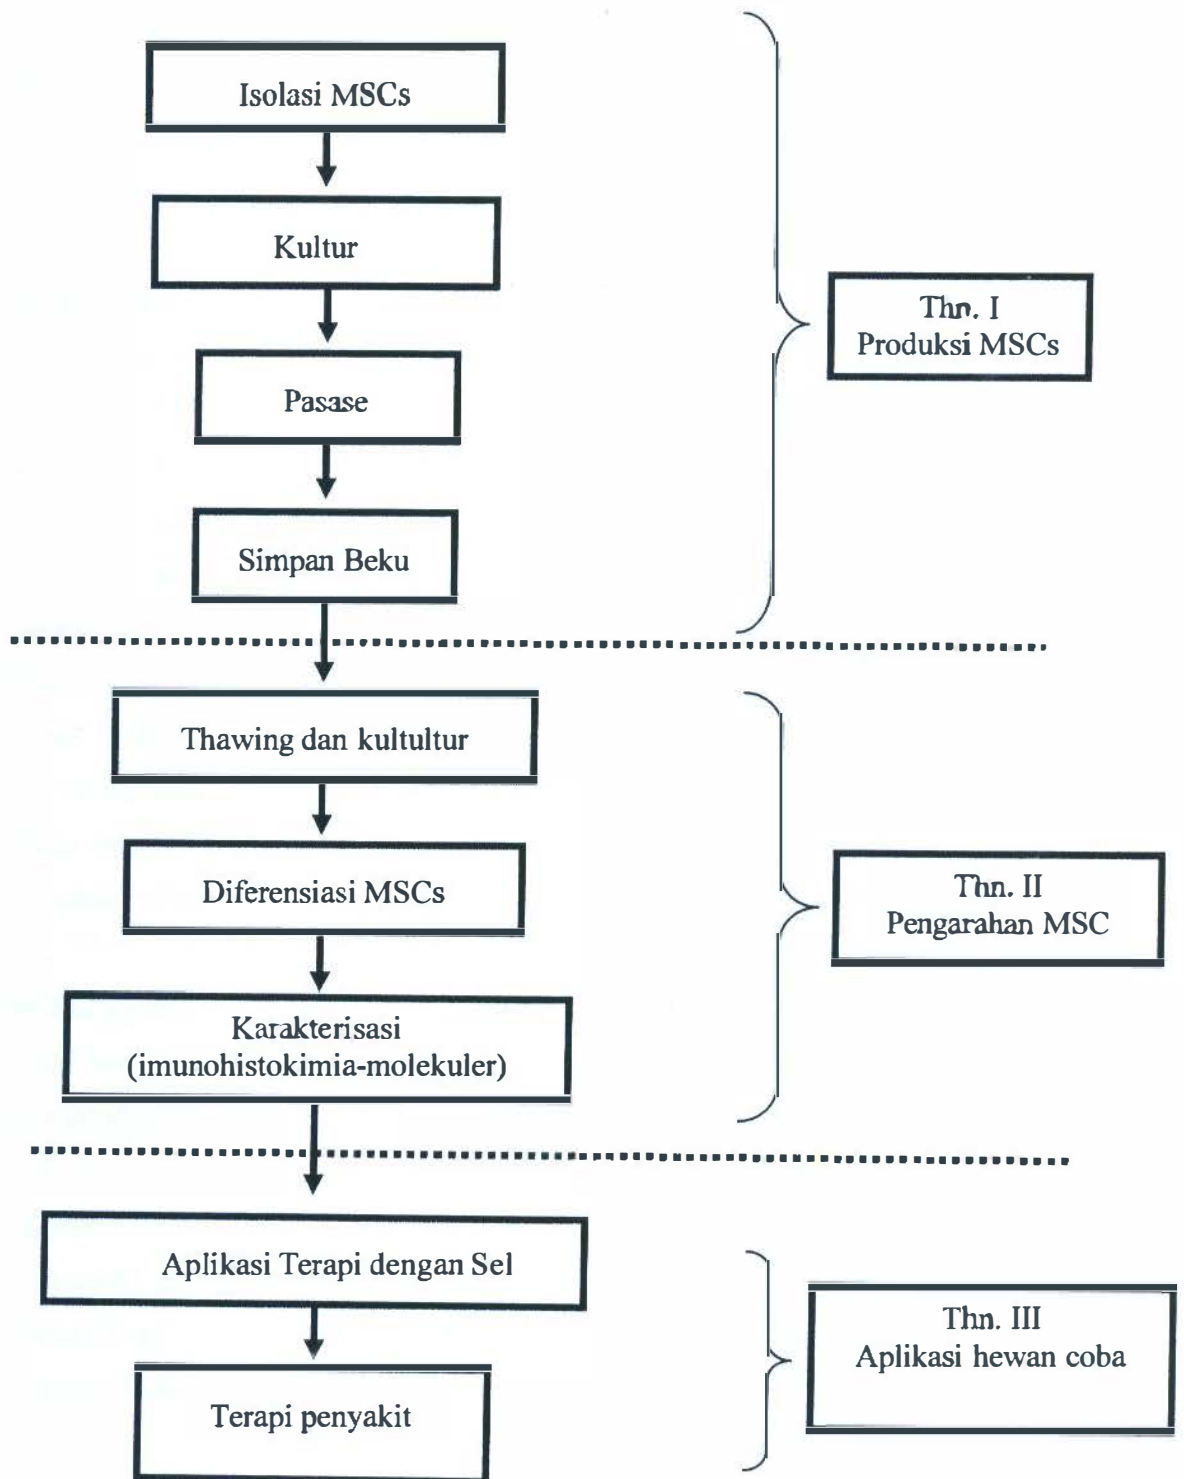 Isolasi MSCs
Kultur
Pasase
Simpan Beku
Thn. I
Produksi MSCs
Thawing dan kultultur
Diferensiasi MSCs
Karakterisasi
(imunohistokimia-molekuler)
Thn. II
Pengarahan MSC
Aplikasi Terapi dengan Sel
Terapi penyakit
Thn. III
Aplikasi hewan coba